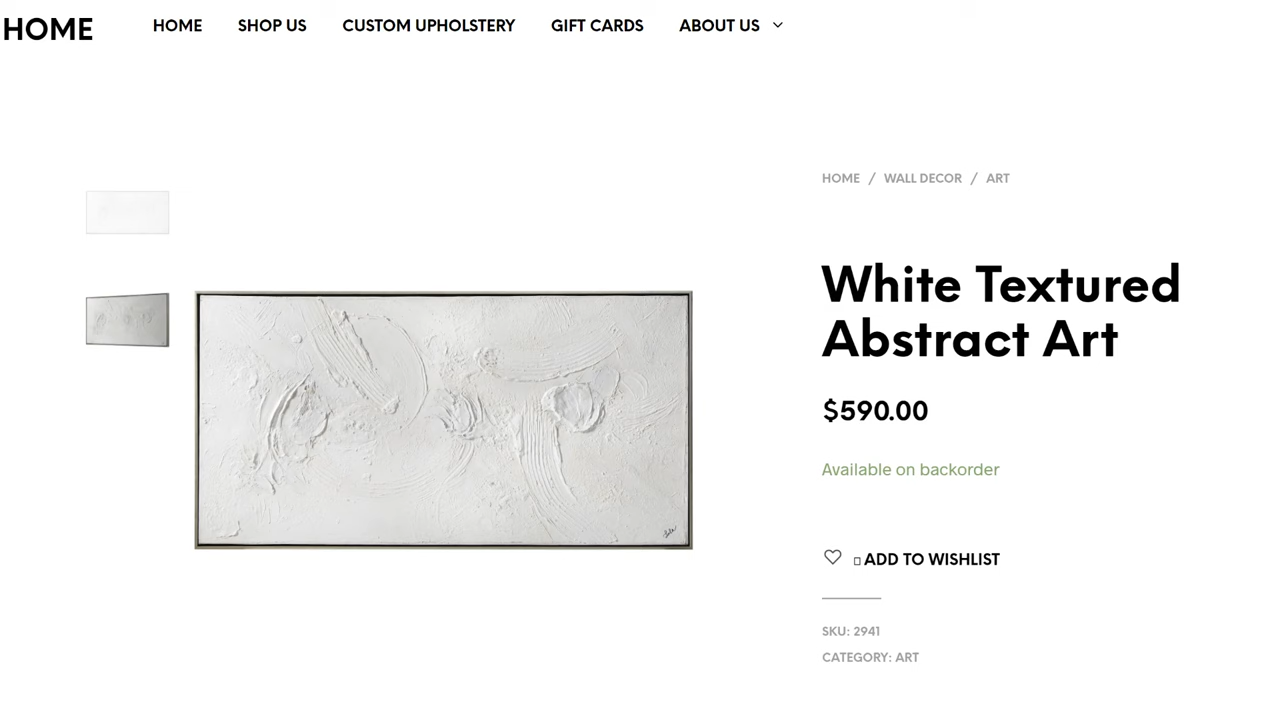 HOME
HOME SHOP US CUSTOM UPHOLSTERY GIFT CARDS ABOUT US
HOME / WALL DECOR / ART
White Textured
Abstract Art
$590.00
Available on backorder
ADD TO WISHLIST
SKU: 2941
CATEGORY: ART